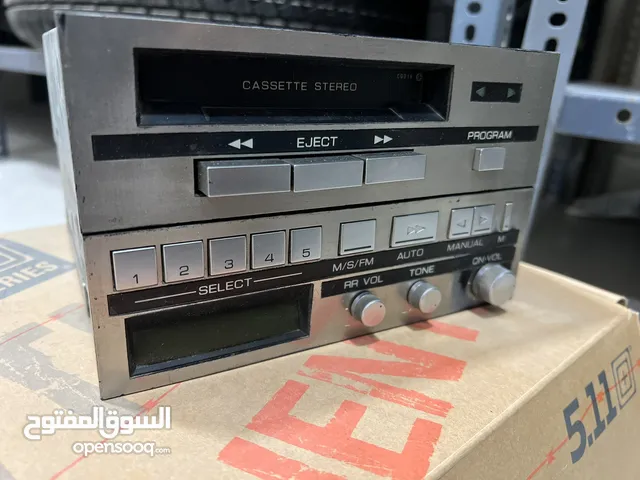 CASSETTE STEREO
◀◀ EJECT ▶▶
PROGRAM
1 2 3 4 5
SELECT
M/S/FM
AUTO
MANUAL
M
RR VOL
TONE
ON·VOL
SERIES
5.11
السوق المفتوح
opensooq.com